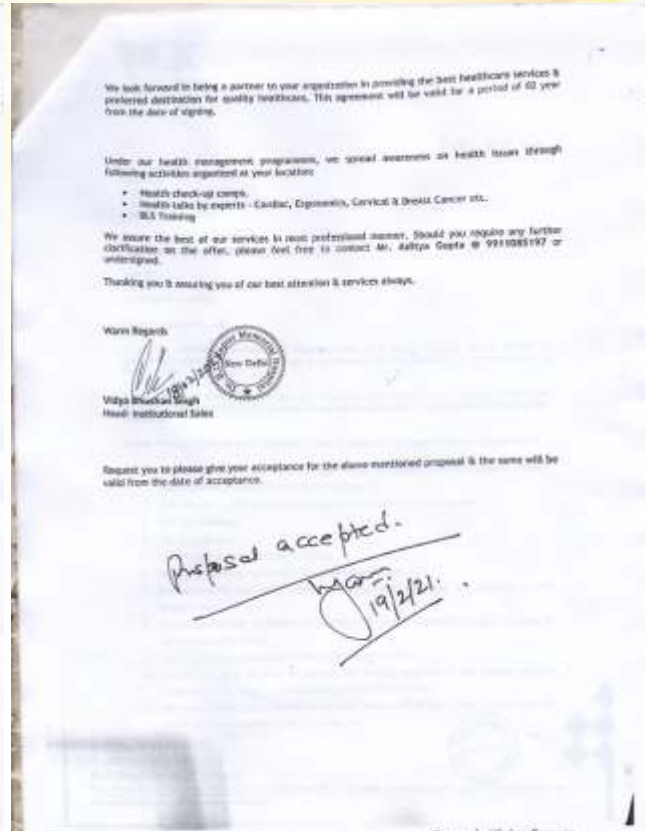 We look forward in being a partner to your organization in providing the best healthcare services &
preferred destination for quality healthcare. This agreement will be valid for a period of 02 year
from the date of signing.
Under our health management programmes, we spread awareness on health issues through
following activities organized at your location:
• Health check-up camps.
• Health talks by experts - Cardiac, Ergonomics, Cervical & Breast Cancer etc.
• BLS Training
We assure the best of our services in most professional manner. Should you require any further
clarification on the offer, please feel free to contact Mr. Aditya Gupta @ 9911085197 or
undersigned.
Thanking you & assuring you of our best attention & services always.
Warm Regards
Memorial
New Delhi
Vidya Bhushan Singh
Head- Institutional Sales
Request you to please give your acceptance for the above mentioned proposal & the same will be
valid from the date of acceptance.
Proposal accepted.
19/2/21.